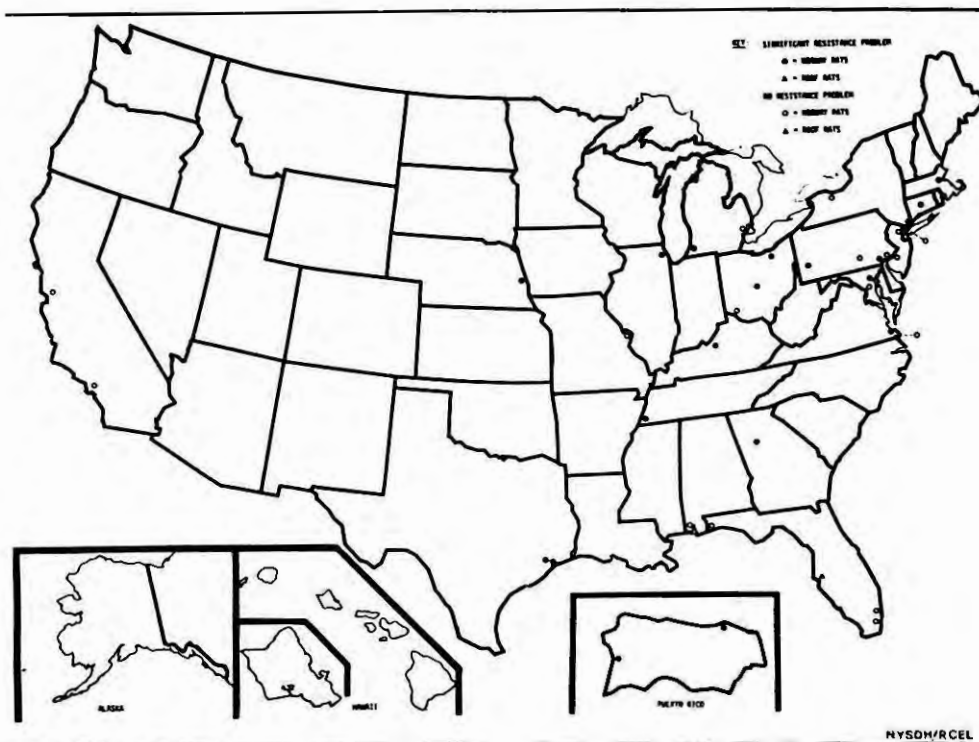 KEY: SIGNIFICANT RESISTANCE PROBLEM
= NORWAY RATS
= ROOF RATS
NO RESISTANCE PROBLEM
= NORWAY RATS
= ROOF RATS
ALASKA
HAWAII
PUERTO RICO
NYSDH/RCEL